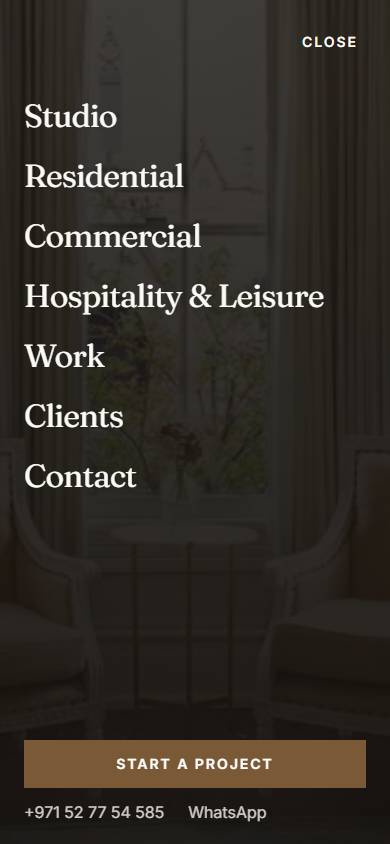 CLOSE
Studio
Residential
Commercial
Hospitality & Leisure
Work
Clients
Contact
START A PROJECT
+971 52 77 54 585 WhatsApp